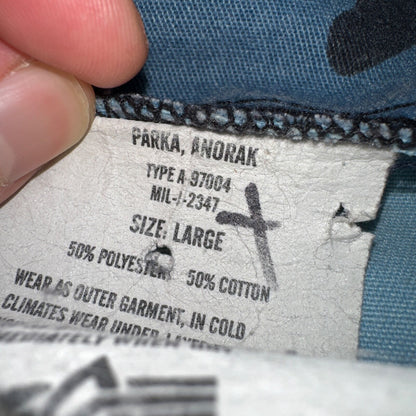 PARKA, ANORAK
TYPE A-97004
MIL-J-2347
SIZE: LARGE
50% POLYESTER 50% COTTON
WEAR AS OUTER GARMENT, IN COLD
CLIMATES WEAR UNDER